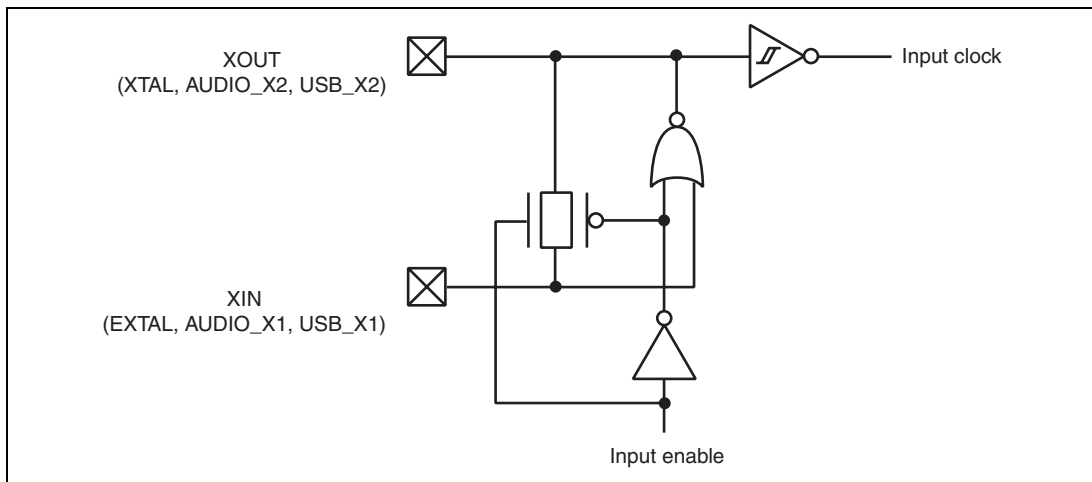 XOUT
(XTAL, AUDIO_X2, USB_X2)
Input clock
XIN
(EXTAL, AUDIO_X1, USB_X1)
Input enable